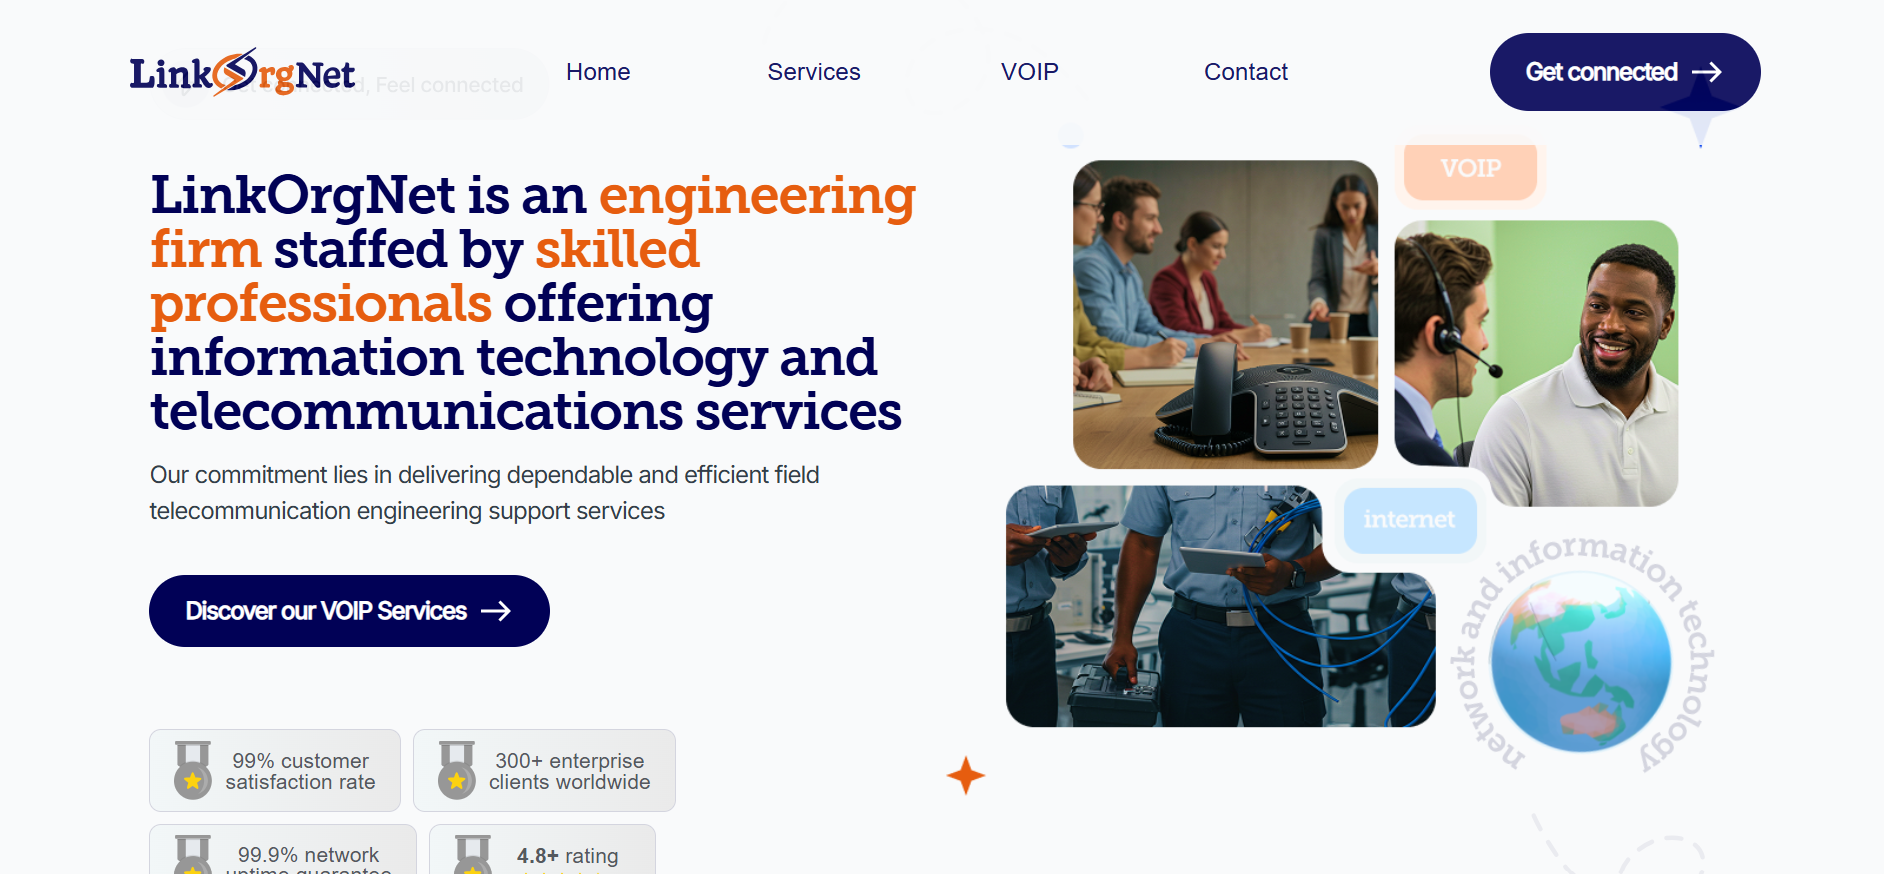 LinkOrgNet
Home
Services
VOIP
Contact
Get connected
, Feel connected
LinkOrgNet is an engineering
firm staffed by skilled
professionals offering
information technology and
telecommunications services
Our commitment lies in delivering dependable and efficient field
telecommunication engineering support services
Discover our VOIP Services
99% customer
satisfaction rate
300+ enterprise
clients worldwide
99.9% network
uptime guarantee
4.8+ rating
VOIP
internet
network and information technology